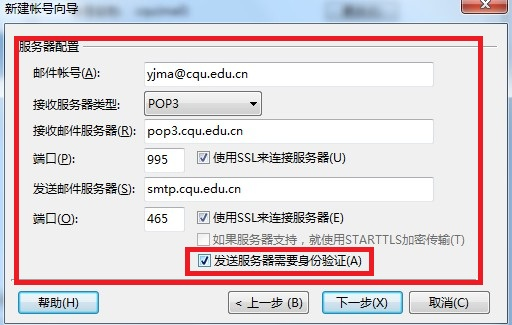 新建帐号向导
服务器配置
邮件帐号(A): yjma@cqu.edu.cn
接收服务器类型: POP3
接收邮件服务器(R): pop3.cqu.edu.cn
端口(P): 995 使用SSL来连接服务器(U)
发送邮件服务器(S): smtp.cqu.edu.cn
端口(O): 465 使用SSL来连接服务器(E)
如果服务器支持，就使用STARTTLS加密传输(T)
发送服务器需要身份验证(A)
帮助(H) < 上一步 (B) 下一步(X) 取消(C)